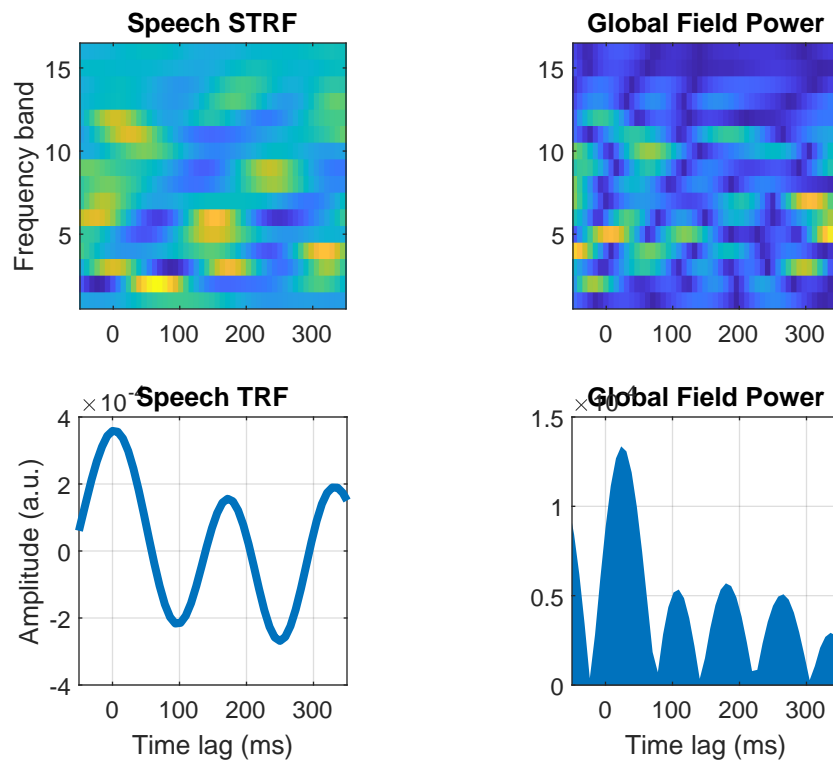 Speech STRF
Frequency band
15
10
5
0 100 200 300
Global Field Power
15
10
5
0 100 200 300
Speech TRF
× 10-4
Amplitude (a.u.)
4
2
0
-2
-4
0 100 200 300
Time lag (ms)
Global Field Power
1.5
1
0.5
0
0 100 200 300
Time lag (ms)